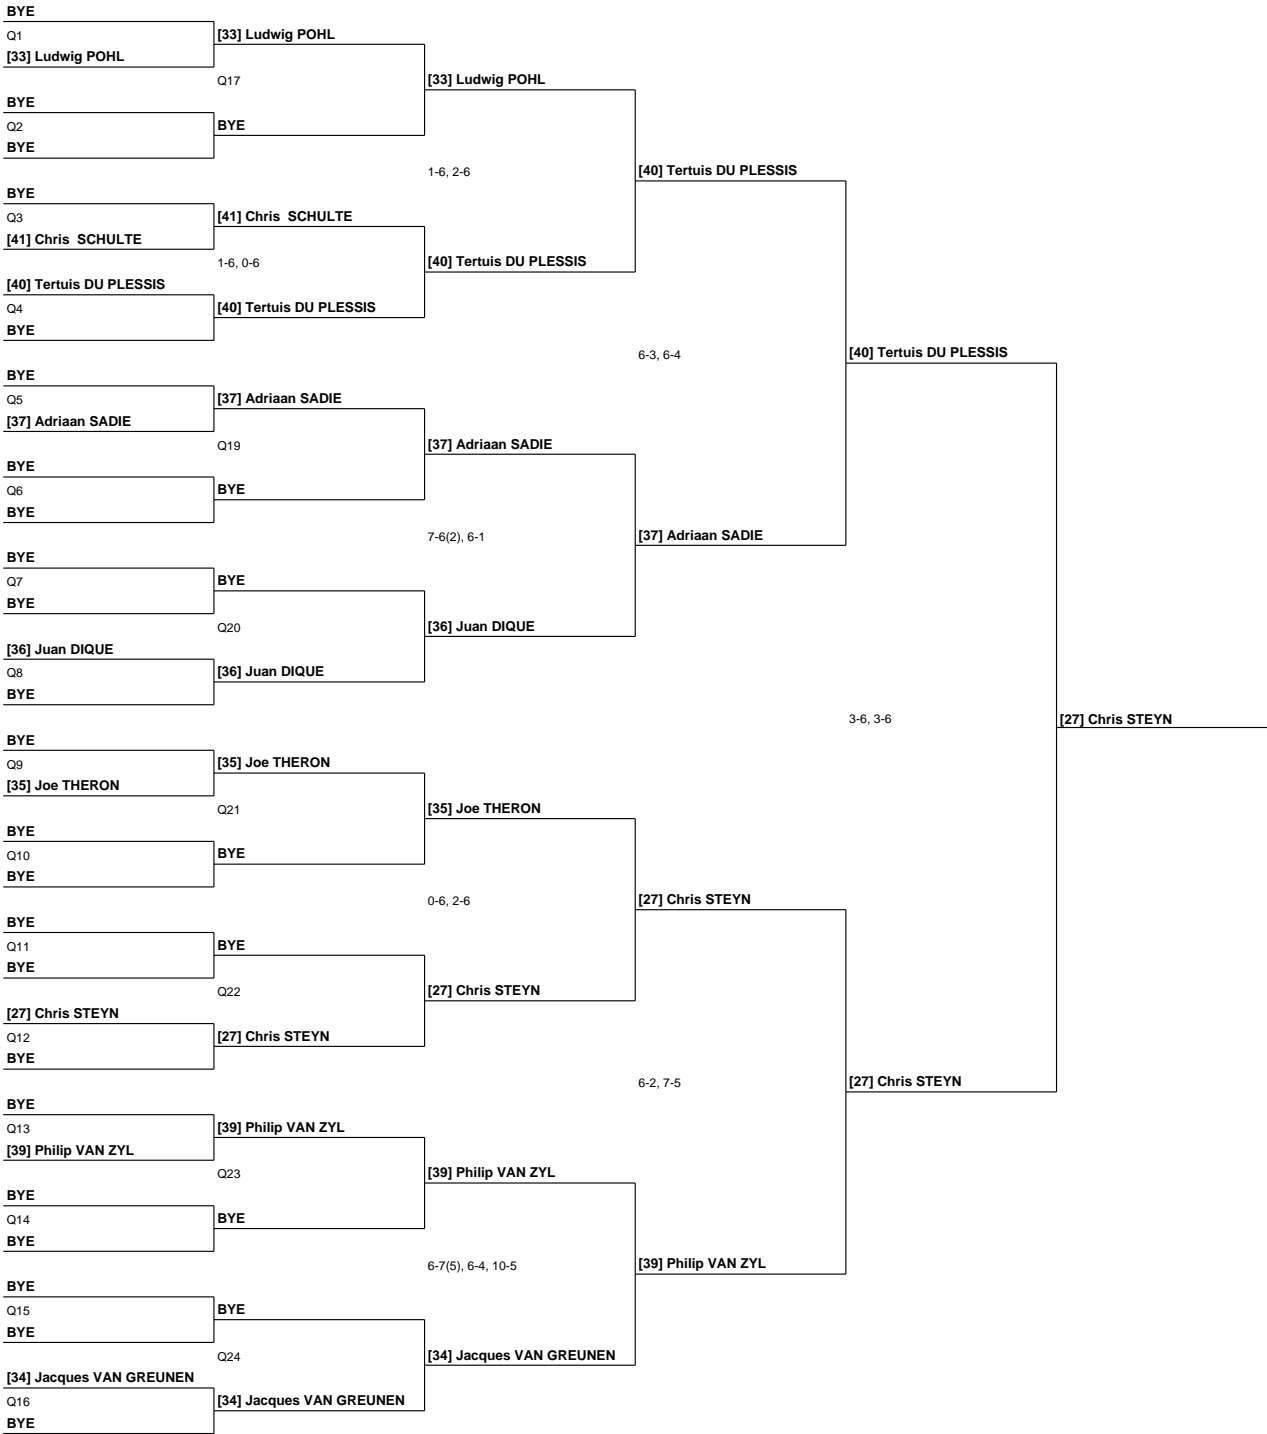 BYE
Q1
[33] Ludwig POHL
[33] Ludwig POHL
Q17
[33] Ludwig POHL
BYE
Q2
BYE
BYE
1-6, 2-6
[40] Tertuis DU PLESSIS
BYE
Q3
[41] Chris  SCHULTE
[41] Chris  SCHULTE
1-6, 0-6
[40] Tertuis DU PLESSIS
[40] Tertuis DU PLESSIS
Q4
[40] Tertuis DU PLESSIS
BYE
6-3, 6-4
[40] Tertuis DU PLESSIS
BYE
Q5
[37] Adriaan SADIE
[37] Adriaan SADIE
Q19
[37] Adriaan SADIE
BYE
Q6
BYE
BYE
7-6(2), 6-1
[37] Adriaan SADIE
BYE
Q7
BYE
BYE
Q20
[36] Juan DIQUE
[36] Juan DIQUE
Q8
[36] Juan DIQUE
BYE
3-6, 3-6
[27] Chris STEYN
BYE
Q9
[35] Joe THERON
[35] Joe THERON
Q21
[35] Joe THERON
BYE
Q10
BYE
BYE
0-6, 2-6
[27] Chris STEYN
BYE
Q11
BYE
BYE
Q22
[27] Chris STEYN
[27] Chris STEYN
Q12
[27] Chris STEYN
BYE
6-2, 7-5
[27] Chris STEYN
BYE
Q13
[39] Philip VAN ZYL
[39] Philip VAN ZYL
Q23
[39] Philip VAN ZYL
BYE
Q14
BYE
BYE
6-7(5), 6-4, 10-5
[39] Philip VAN ZYL
BYE
Q15
BYE
BYE
Q24
[34] Jacques VAN GREUNEN
[34] Jacques VAN GREUNEN
Q16
[34] Jacques VAN GREUNEN
BYE